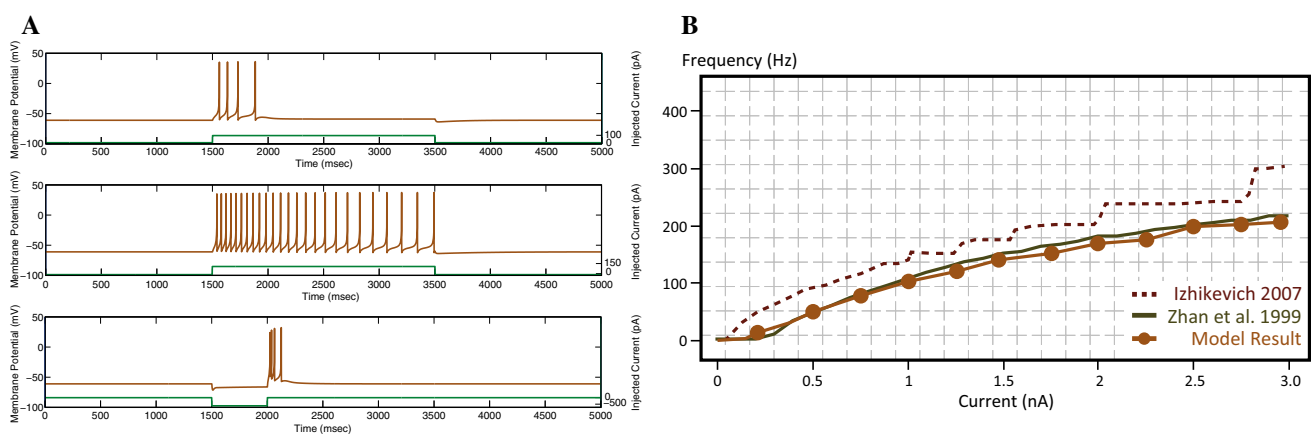 A
50
0
−50
−100
Membrane Potential (mV)
0 500 1000 1500 2000 2500 3000 3500 4000 4500 5000
Time (msec)
100
0
Injected Current (pA)
50
0
−50
−100
Membrane Potential (mV)
0 500 1000 1500 2000 2500 3000 3500 4000 4500 5000
Time (msec)
150
0
Injected Current (pA)
50
0
−50
−100
Membrane Potential (mV)
0 500 1000 1500 2000 2500 3000 3500 4000 4500 5000
Time (msec)
0
−500
Injected Current (pA)
B
Frequency (Hz)
400
300
200
100
0
Izhikevich 2007
Zhan et al. 1999
Model Result
0 0.5 1 1.5 2 2.5 3.0
Current (nA)